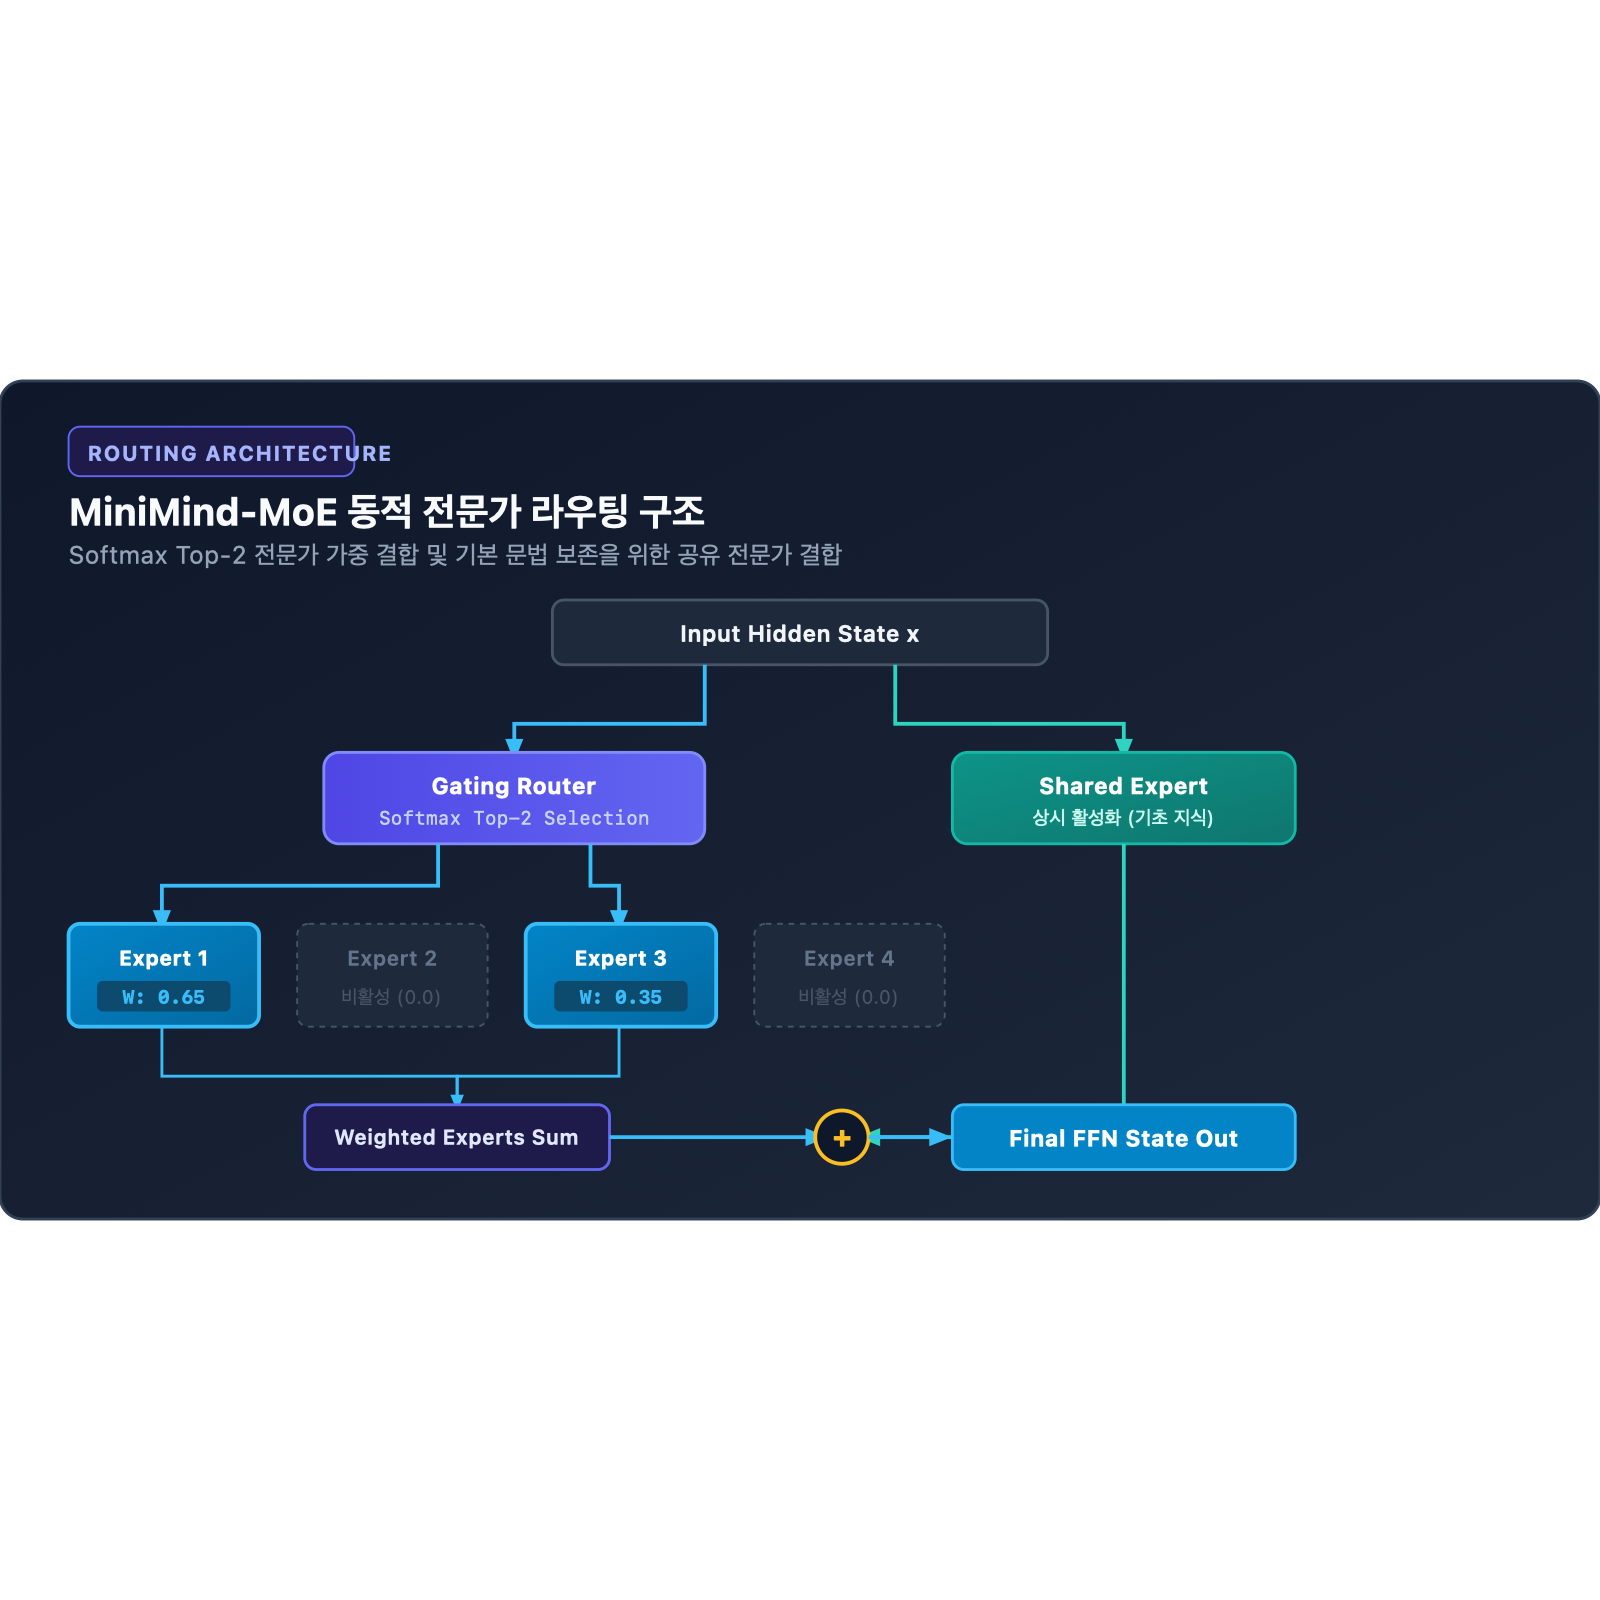 ROUTING ARCHITECTURE
MiniMind-MoE 동적 전문가 라우팅 구조
Softmax Top-2 전문가 가중 결합 및 기본 문법 보존을 위한 공유 전문가 결합
Input Hidden State x
Gating Router
Softmax Top-2 Selection
Shared Expert
상시 활성화 (기초 지식)
Expert 1
W: 0.65
Expert 2
비활성 (0.0)
Expert 3
W: 0.35
Expert 4
비활성 (0.0)
Weighted Experts Sum
+
Final FFN State Out